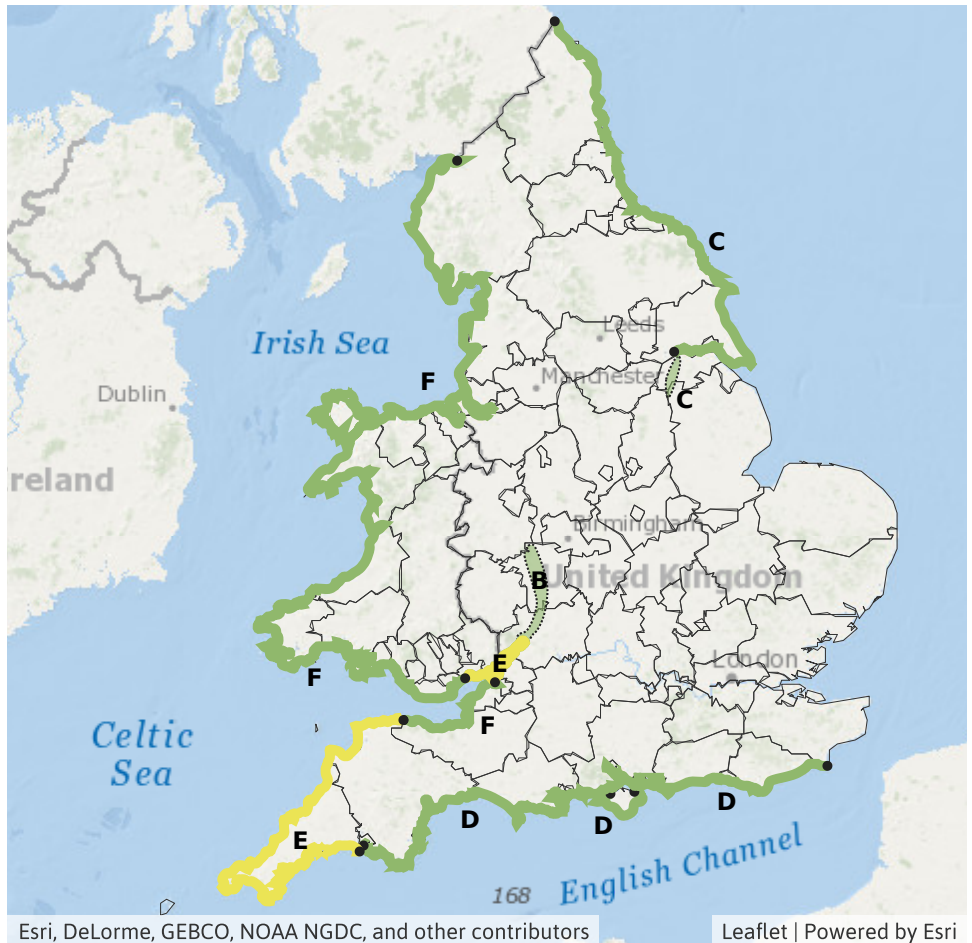 C
Leeds
Irish Sea
Manchester
F
Dublin
C
reland
Birmingham
B
United Kingdom
E
London
F
F
Celtic
Sea
D
D
D
E
English Channel
168
Esri, DeLorme, GEBCO, NOAA NGDC, and other contributors
Leaflet | Powered by Esri